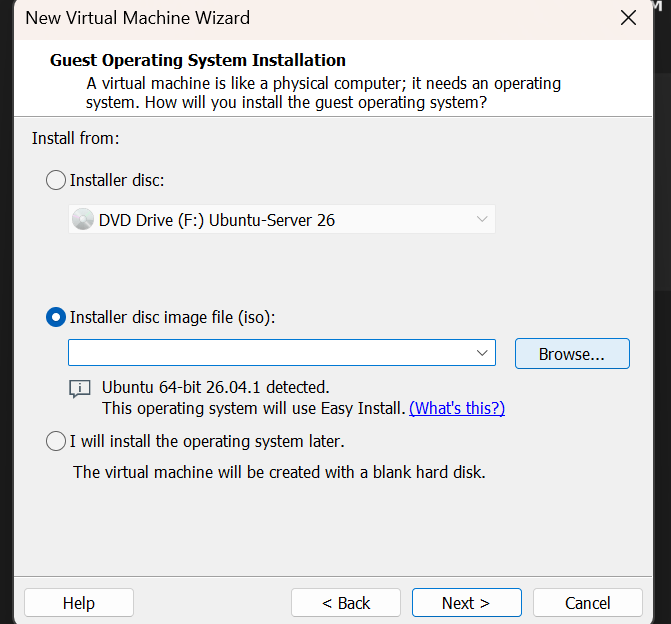 New Virtual Machine Wizard
Guest Operating System Installation
A virtual machine is like a physical computer; it needs an operating
system. How will you install the guest operating system?
Install from:
Installer disc:
DVD Drive (F:) Ubuntu-Server 26
Installer disc image file (iso):
Browse...
Ubuntu 64-bit 26.04.1 detected.
This operating system will use Easy Install. (What's this?)
I will install the operating system later.
The virtual machine will be created with a blank hard disk.
Help
< Back
Next >
Cancel